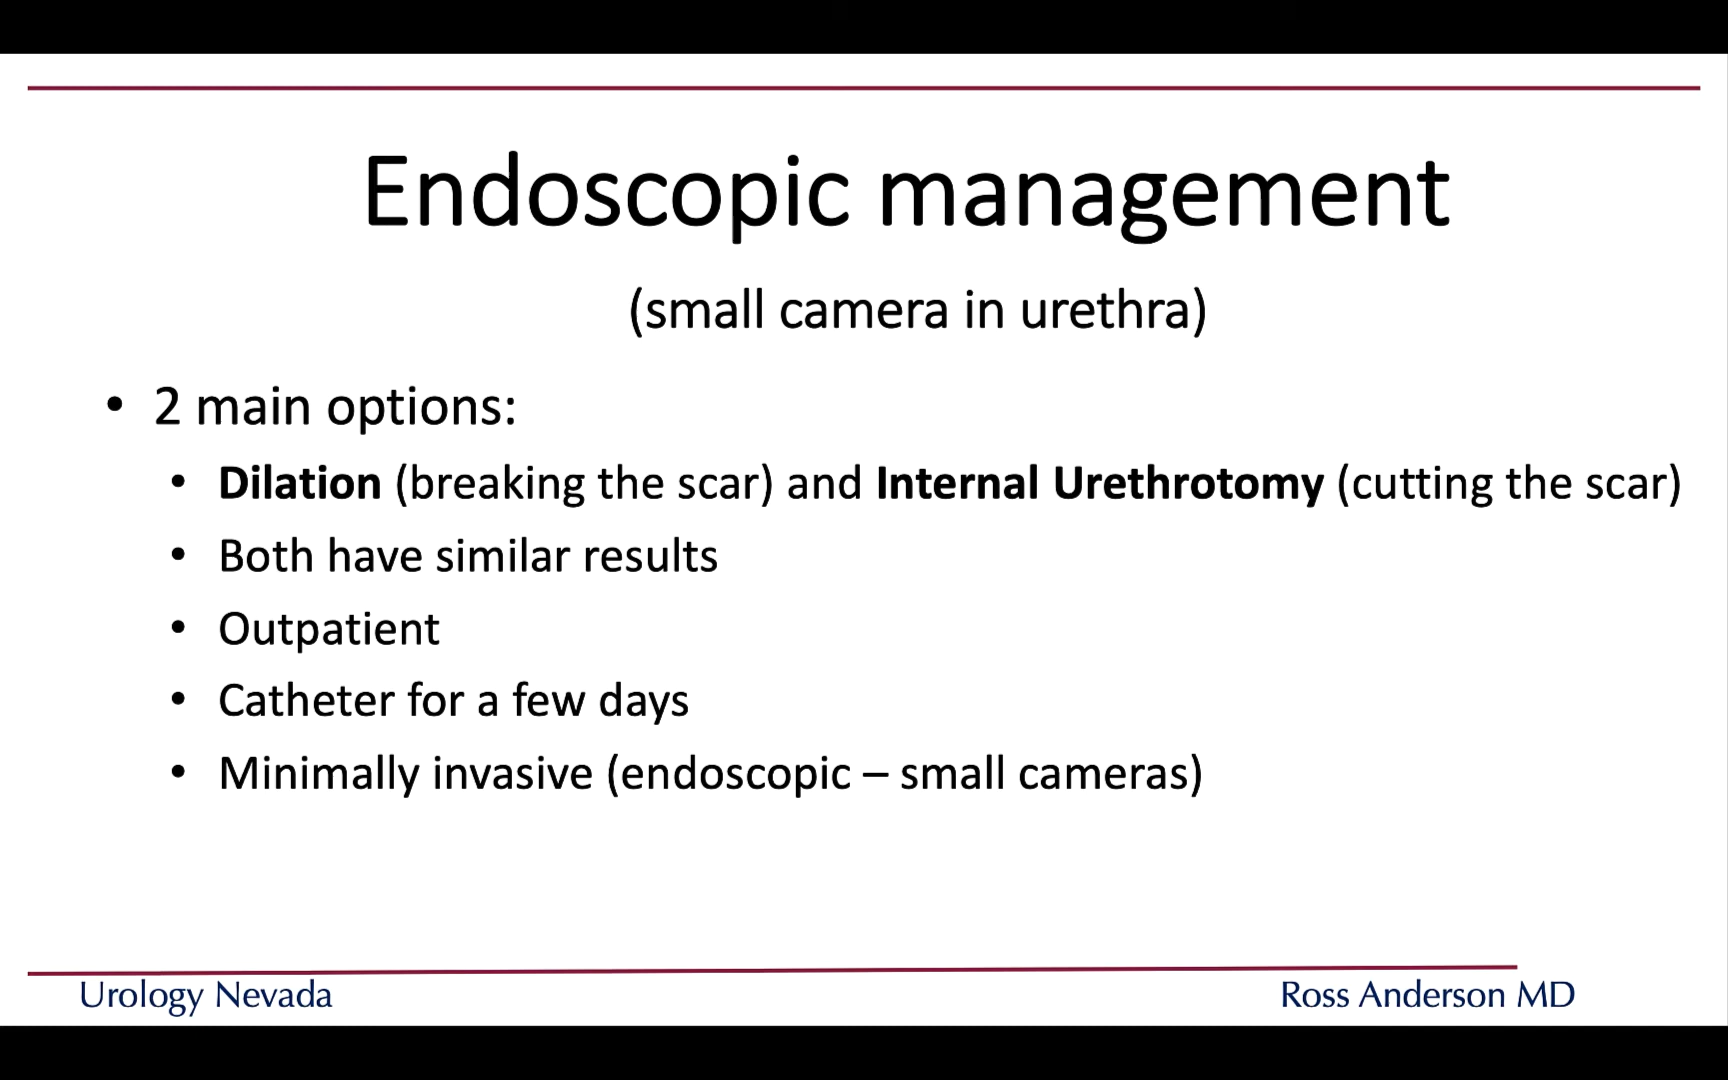 Endoscopic management
(small camera in urethra)
• 2 main options:
• Dilation (breaking the scar) and Internal Urethrotomy (cutting the scar)
• Both have similar results
• Outpatient
• Catheter for a few days
• Minimally invasive (endoscopic – small cameras)
Urology Nevada
Ross Anderson MD